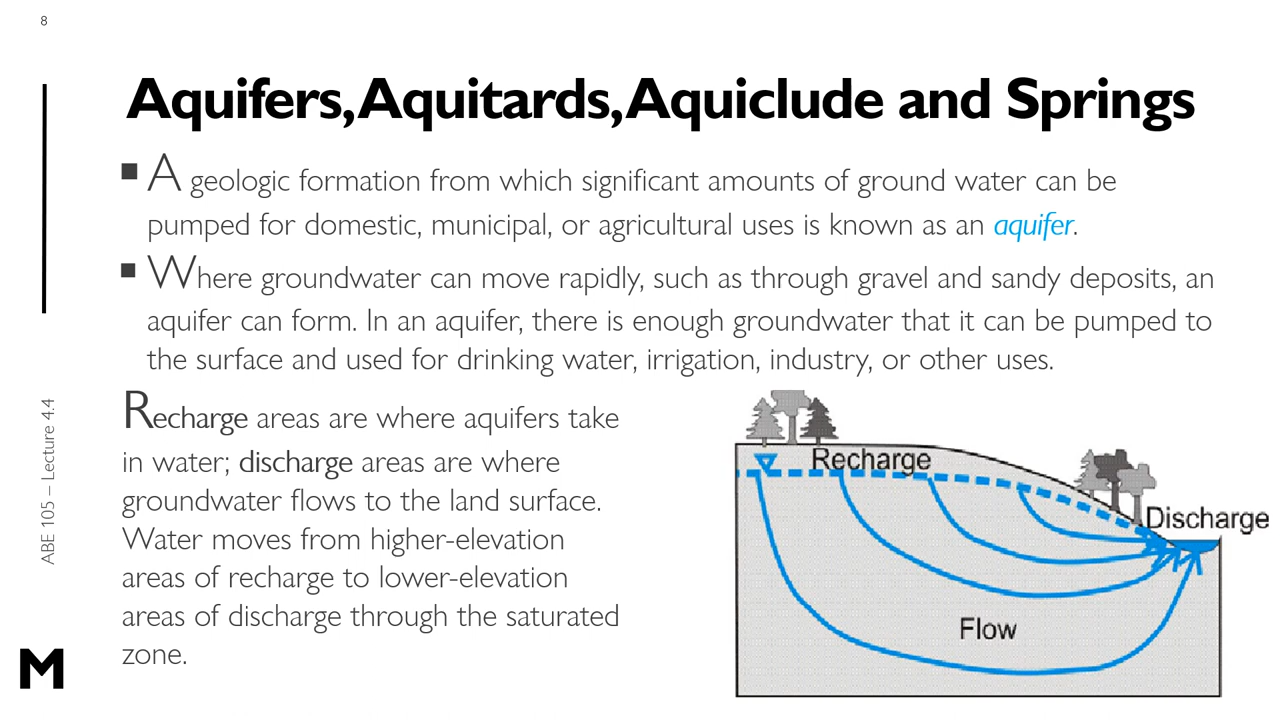 8
Aquifers, Aquitards, Aquiclude and Springs
▪ A geologic formation from which significant amounts of ground water can be
pumped for domestic, municipal, or agricultural uses is known as an aquifer.
▪ Where groundwater can move rapidly, such as through gravel and sandy deposits, an
aquifer can form. In an aquifer, there is enough groundwater that it can be pumped to
the surface and used for drinking water, irrigation, industry, or other uses.
Recharge areas are where aquifers take
in water; discharge areas are where
groundwater flows to the land surface.
Water moves from higher-elevation
areas of recharge to lower-elevation
areas of discharge through the saturated
zone.
Recharge
Discharge
Flow
ABE 105 – Lecture 4.4
M